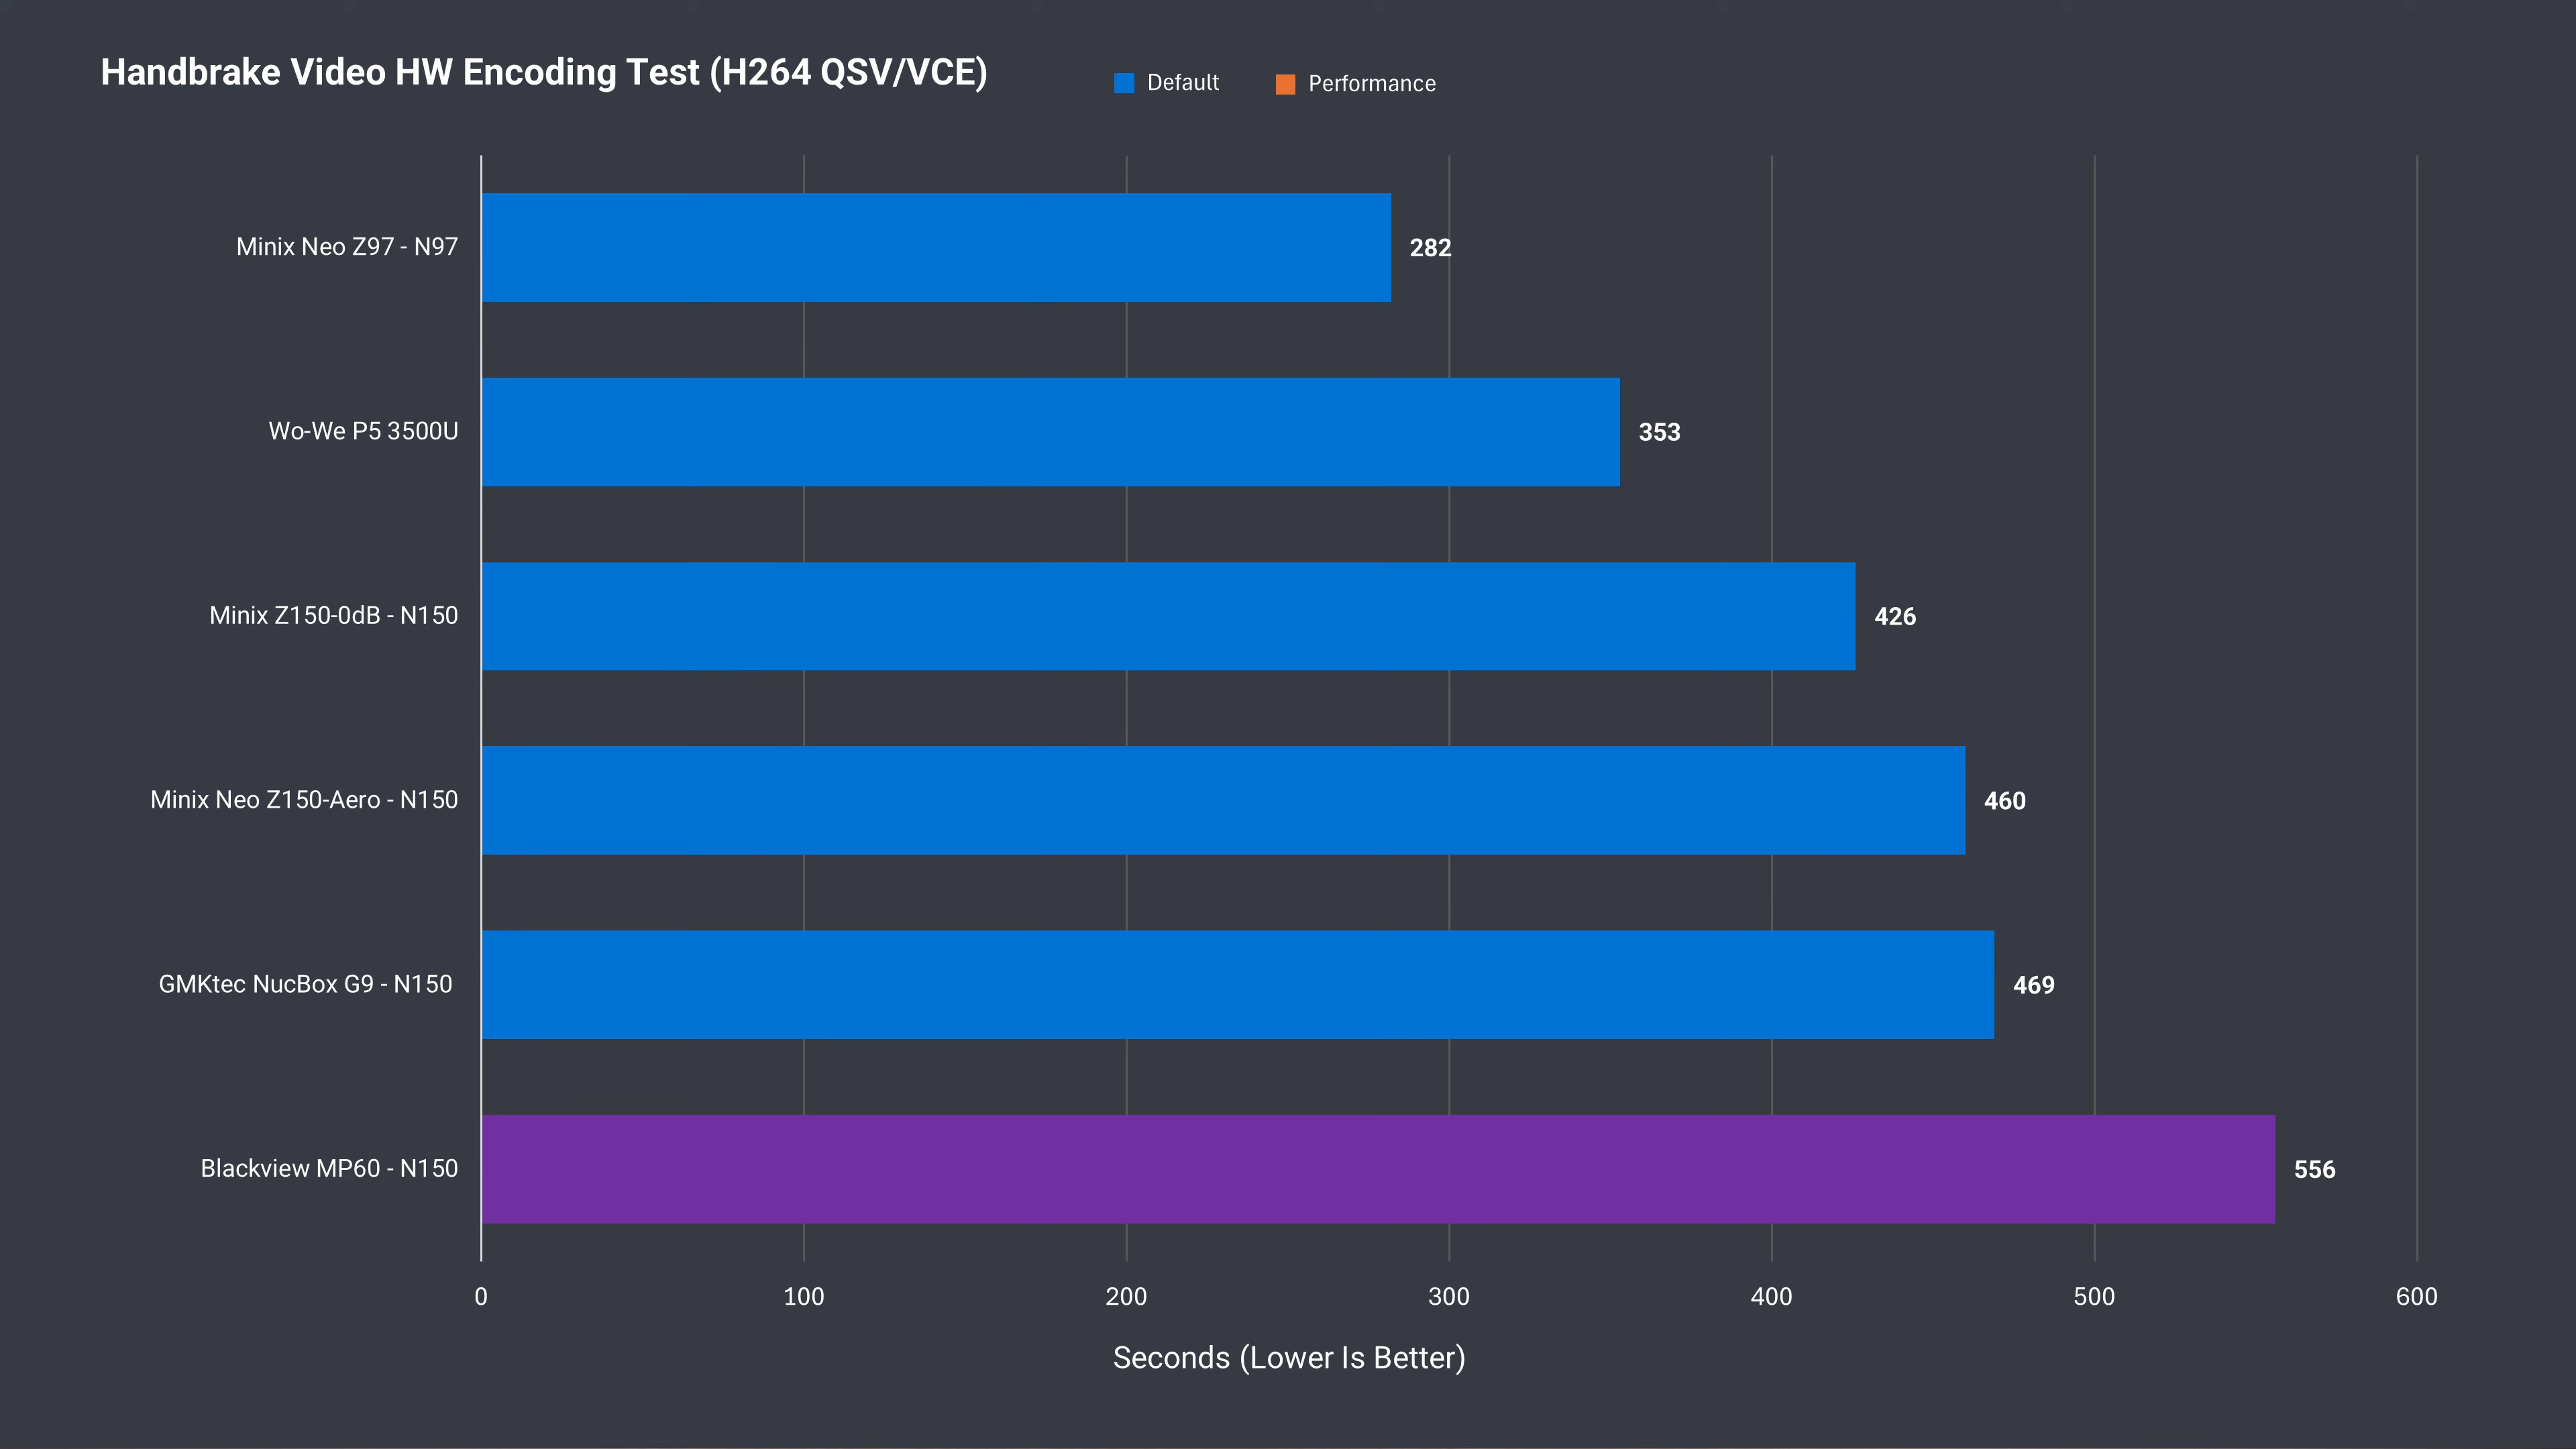 Handbrake Video HW Encoding Test (H264 QSV/VCE)
Default
Performance
Minix Neo Z97 - N97
282
Wo-We P5 3500U
353
Minix Z150-0dB - N150
426
Minix Neo Z150-Aero - N150
460
GMKtec NucBox G9 - N150
469
Blackview MP60 - N150
556
0 100 200 300 400 500 600
Seconds (Lower Is Better)